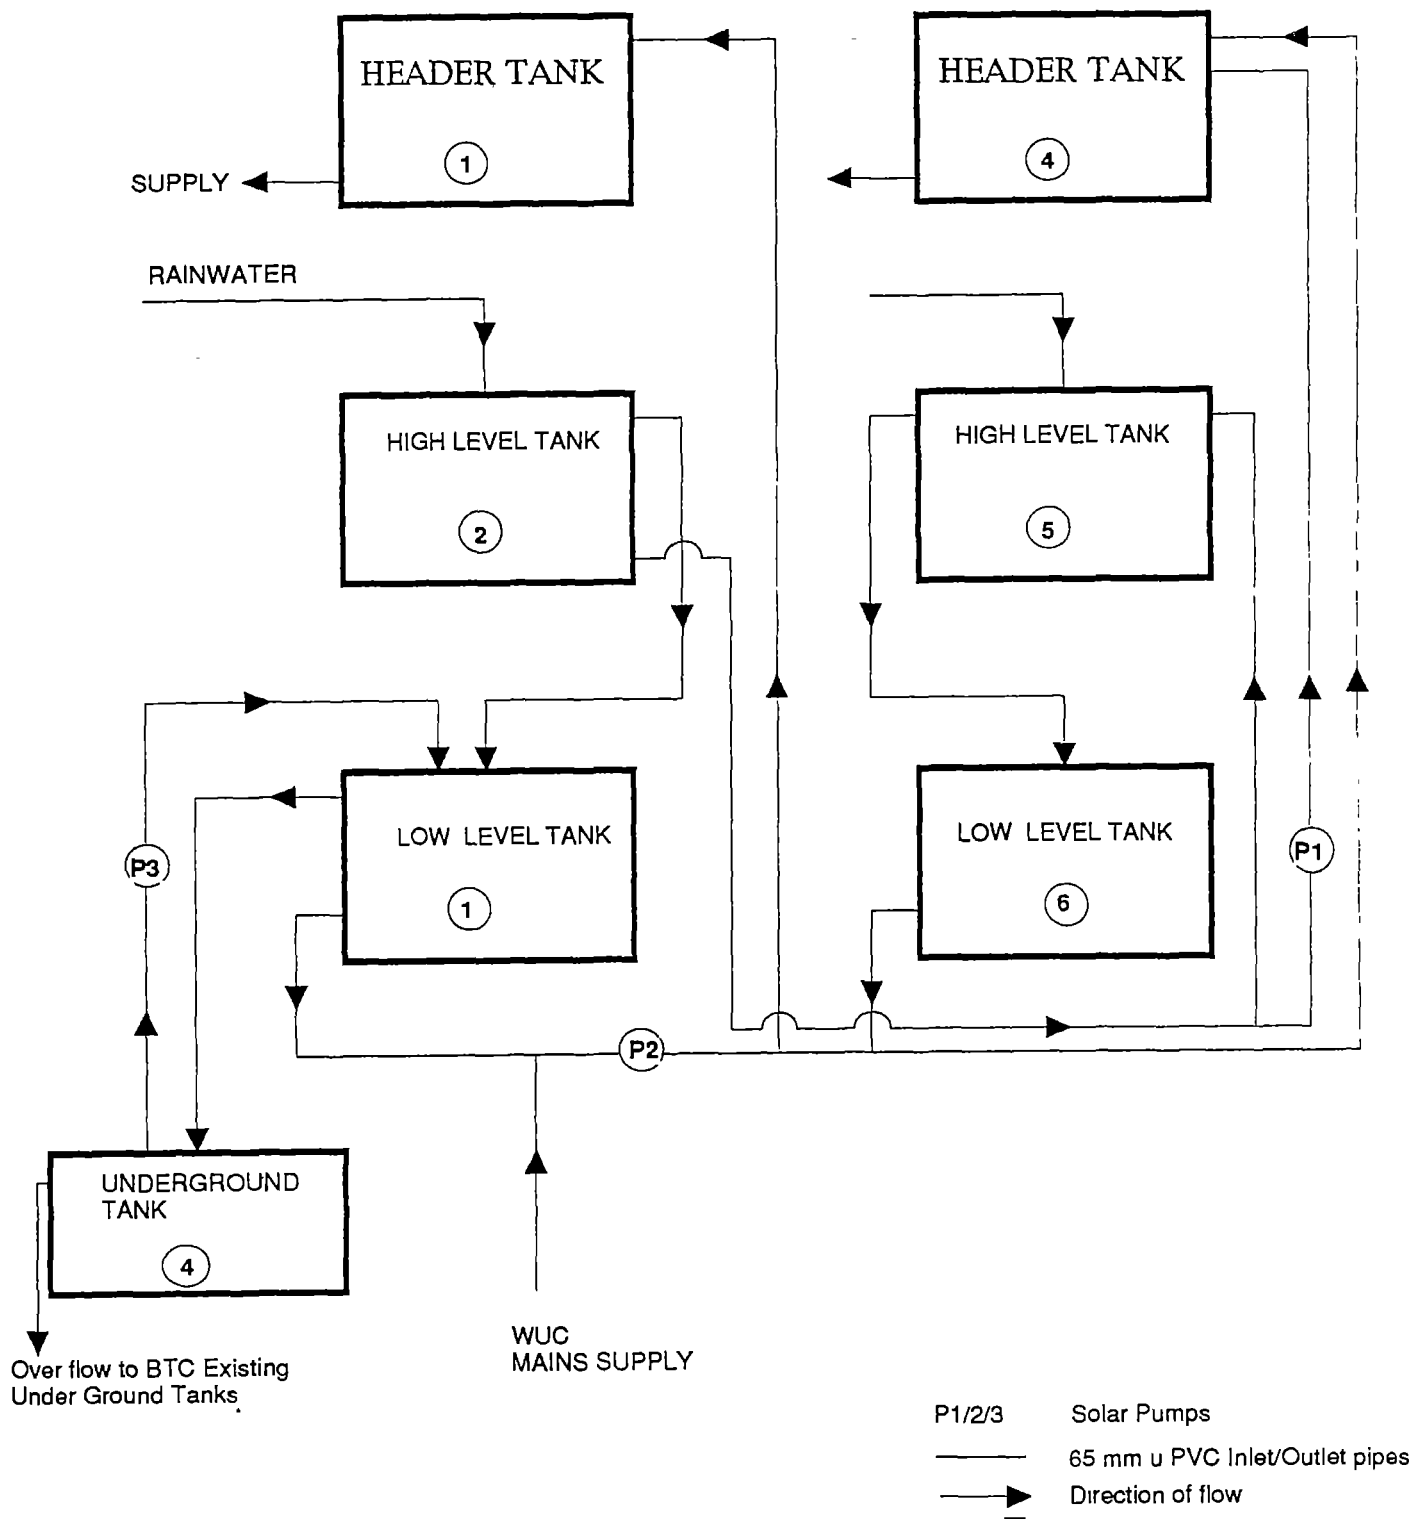 HEADER TANK
1
SUPPLY
HEADER TANK
4
RAINWATER
HIGH LEVEL TANK
2
HIGH LEVEL TANK
5
P3
LOW LEVEL TANK
1
LOW LEVEL TANK
6
P1
P2
UNDERGROUND
TANK
4
Over flow to BTC Existing
Under Ground Tanks
WUC
MAINS SUPPLY
P1/2/3 Solar Pumps
65 mm u PVC Inlet/Outlet pipes
Direction of flow